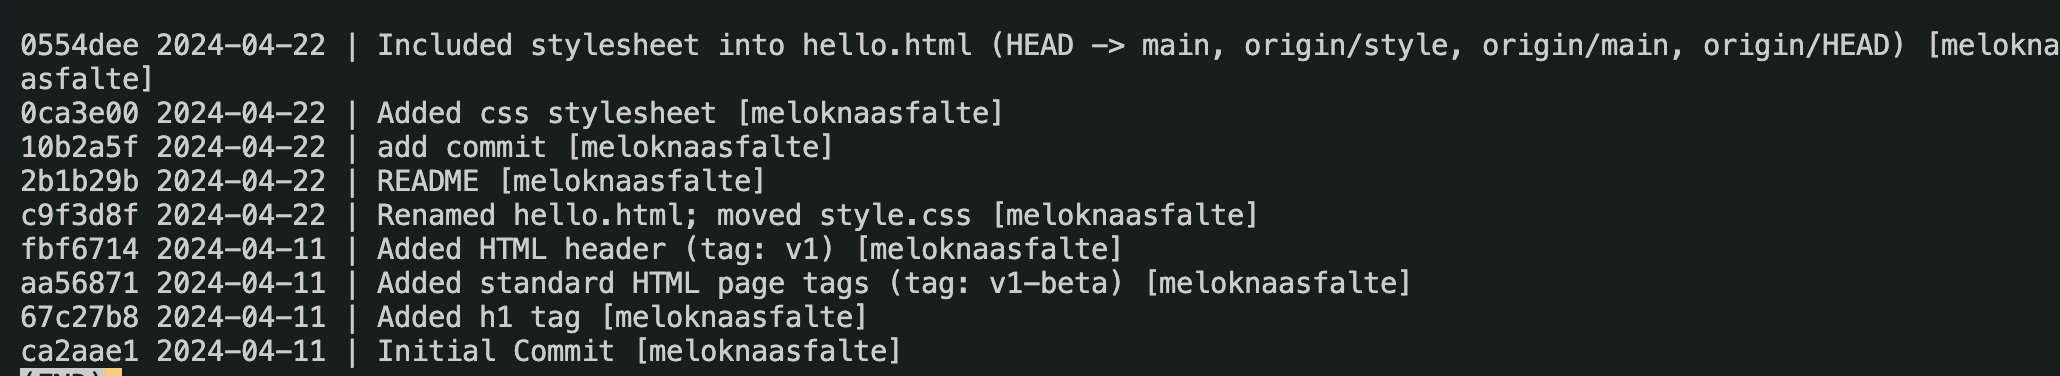 0554dee 2024-04-22 | Included stylesheet into hello.html (HEAD -> main, origin/style, origin/main, origin/HEAD) [melokna
asfalte]
0ca3e00 2024-04-22 | Added css stylesheet [meloknaasfalte]
10b2a5f 2024-04-22 | add commit [meloknaasfalte]
2b1b29b 2024-04-22 | README [meloknaasfalte]
c9f3d8f 2024-04-22 | Renamed hello.html; moved style.css [meloknaasfalte]
fbf6714 2024-04-11 | Added HTML header (tag: v1) [meloknaasfalte]
aa56871 2024-04-11 | Added standard HTML page tags (tag: v1-beta) [meloknaasfalte]
67c27b8 2024-04-11 | Added h1 tag [meloknaasfalte]
ca2aae1 2024-04-11 | Initial Commit [meloknaasfalte]
(END)